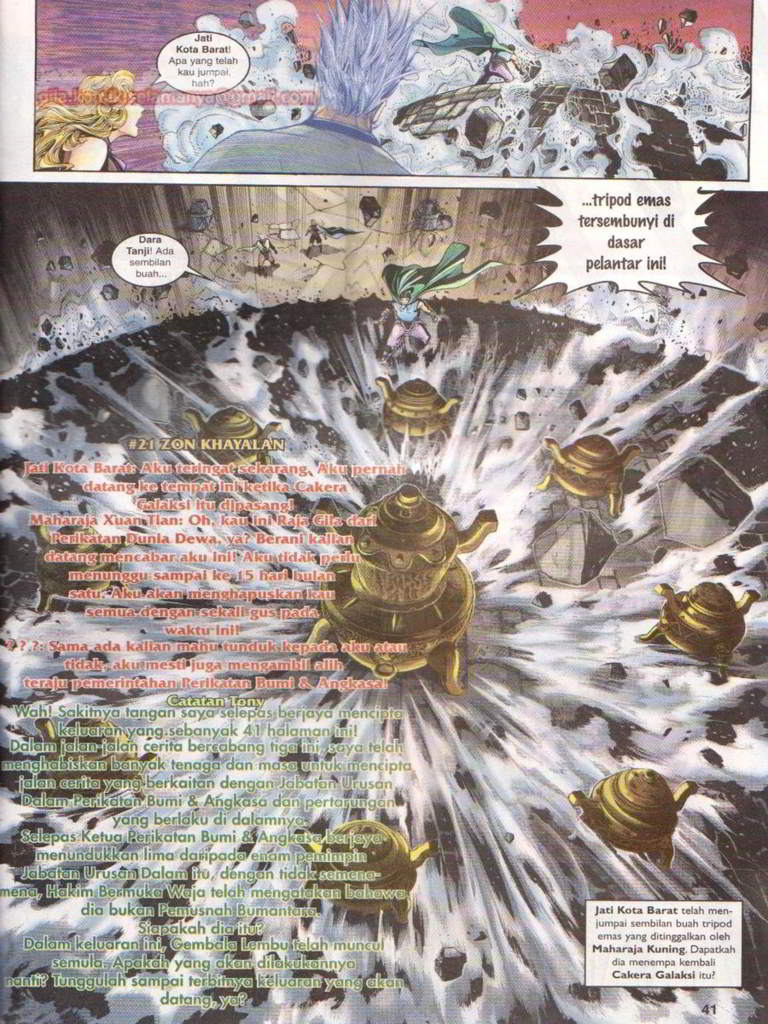 Jati
Kota Barat!
Apa yang telah
kau jumpai,
hah?
Dara
Tanji! Ada
sembilan
buah...
...tripod emas
tersembunyi di
dasar
pelantar ini!
#21 ZON KHAYALAN
Jati Kota Barat: Aku teringat sekarang. Aku pernah
datang ke tempat ini ketika Cakera
Galaksi itu dipasang!
Maharaja Xuan Tian: Oh, kau ini Raja Gila dari
Perikatan Dunia Dewa, ya? Berani kalian
datang mencabar aku ini! Aku tidak perlu
menunggu sampai ke 15 hari bulan
satu. Aku akan menghapuskan kau
semua dengan sekali gus pada
waktu ini!
? ? ?: Sama ada kalian mahu tunduk kepada aku atau
tidak, aku mesti juga mengambil alih
teraju pemerintahan Perikatan Bumi & Angkasa!
Catatan Tony
Wah! Sakitnya tangan saya selepas berjaya mencipta
keluaran yang sebanyak 41 halaman ini!
Dalam jalan-jalan cerita bercabang tiga ini, saya telah
menghabiskan banyak tenaga dan masa untuk mencipta
jalan cerita yang berkaitan dengan Jabatan Urusan
Dalam Perikatan Bumi & Angkasa dan pertarungan
yang berlaku di dalamnya.
Selepas Ketua Perikatan Bumi & Angkasa berjaya
menundukkan lima daripada enam pemimpin
Jabatan Urusan Dalam itu, dengan tidak semena-
mena, Hakim Bermuka Waja telah mengatakan bahawa
dia bukan Pemusnah Bumantara.
Siapakah dia itu?
Dalam keluaran ini, Gembala Lembu telah muncul
semula. Apakah yang akan dilakukannya
nanti? Tunggulah sampai terbitnya keluaran yang akan
datang, ya?
Jati Kota Barat telah men-
jumpai sembilan buah tripod
emas yang ditinggalkan oleh
Maharaja Kuning. Dapatkah
dia menempa kembali
Cakera Galaksi itu?
41